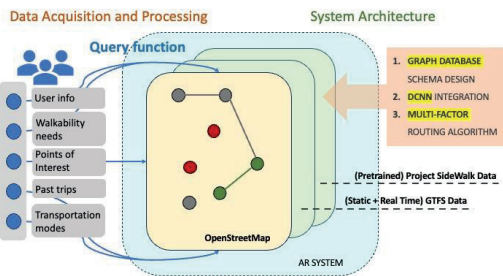 Data Acquisition and Processing
System Architecture
Query function
User info
Walkability
needs
Points of
Interest
Past trips
Transportation
modes
OpenStreetMap
AR SYSTEM
1. GRAPH DATABASE
SCHEMA DESIGN
2. DCNN INTEGRATION
3. MULTI-FACTOR
ROUTING ALGORITHM
(Pretrained) Project SideWalk Data
(Static + Real Time) GTFS Data